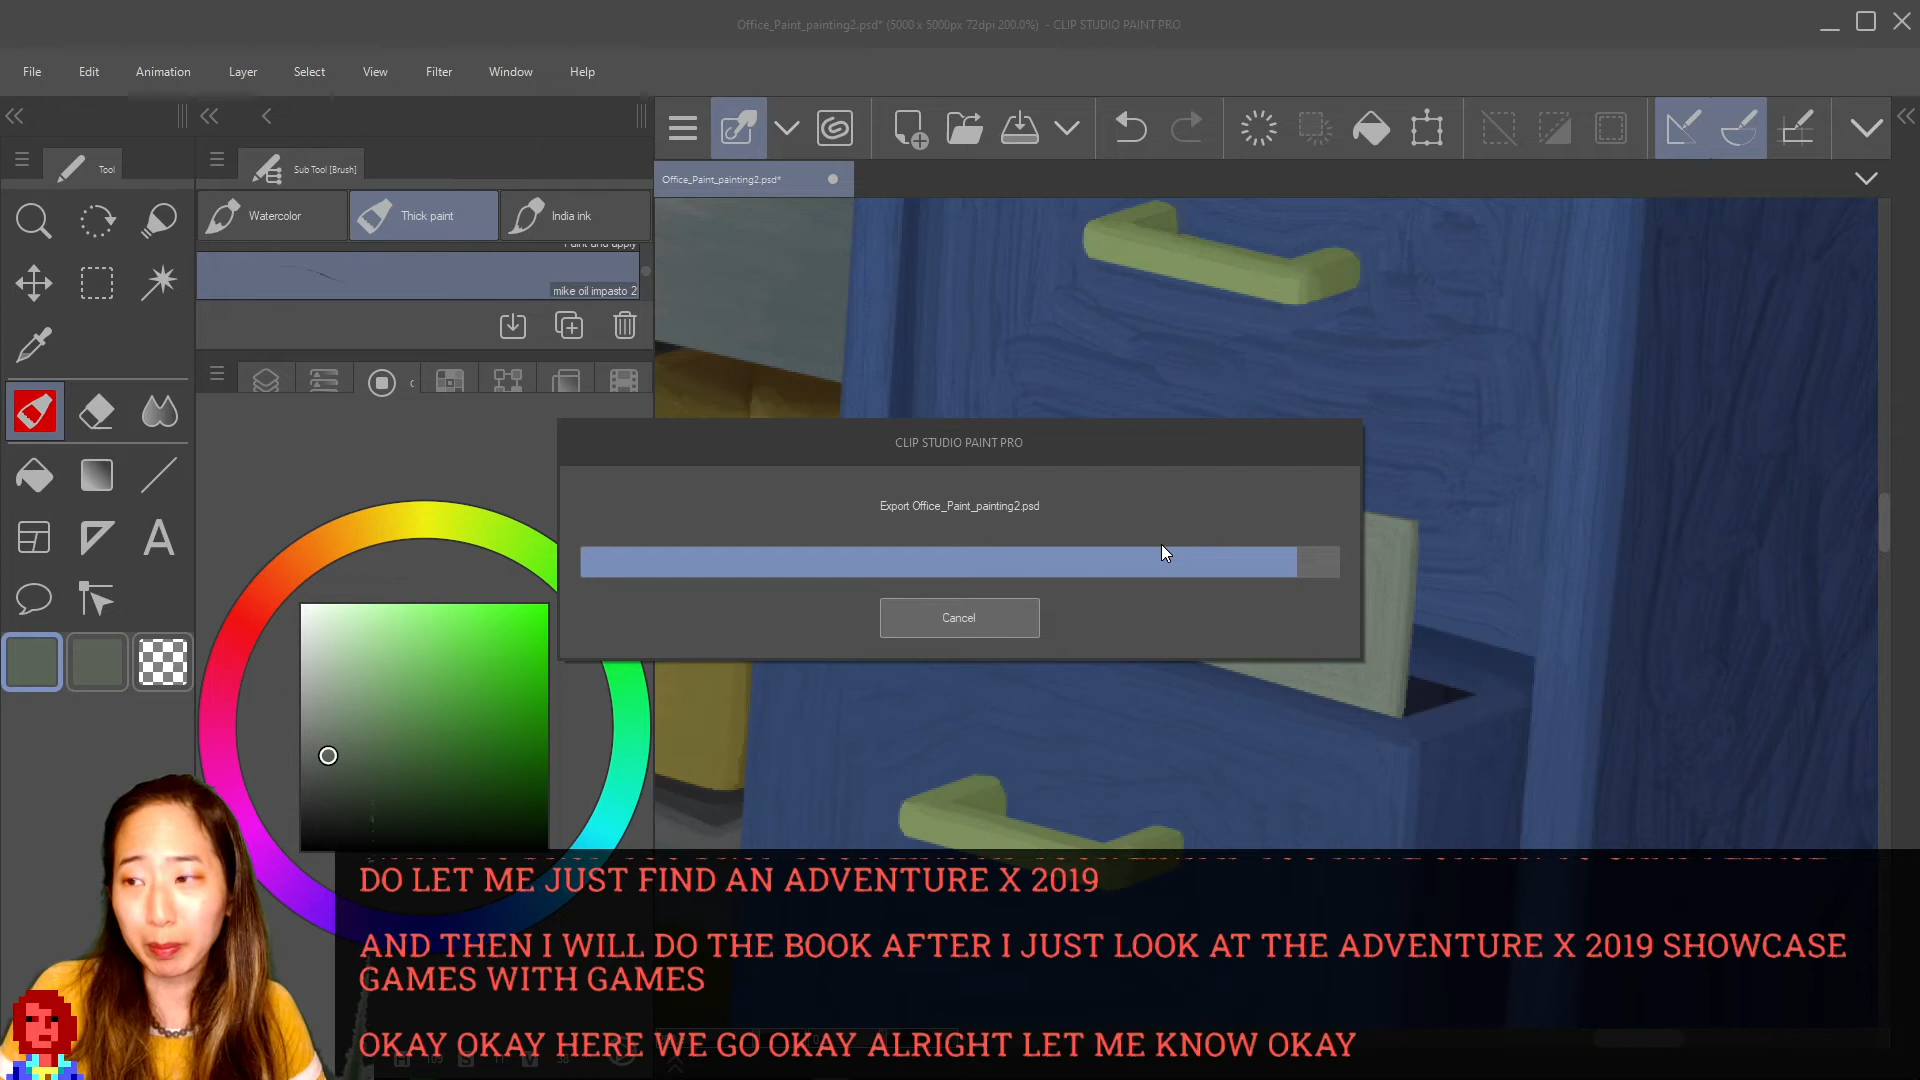 Office_Paint_painting2.psd* (5000 x 5000px 72dpi 200.0%) - CLIP STUDIO PAINT PRO
File Edit Animation Layer Select View Filter Window Help
Tool
Sub Tool [Brush]
Office_Paint_painting2.psd*
Watercolor
Thick paint
India ink
Paint and apply
mike oil impasto 2
CLIP STUDIO PAINT PRO
Export Office_Paint_painting2.psd
Cancel
DO LET ME JUST FIND AN ADVENTURE X 2019
AND THEN I WILL DO THE BOOK AFTER I JUST LOOK AT THE ADVENTURE X 2019 SHOWCASE
GAMES WITH GAMES
OKAY OKAY HERE WE GO OKAY ALRIGHT LET ME KNOW OKAY